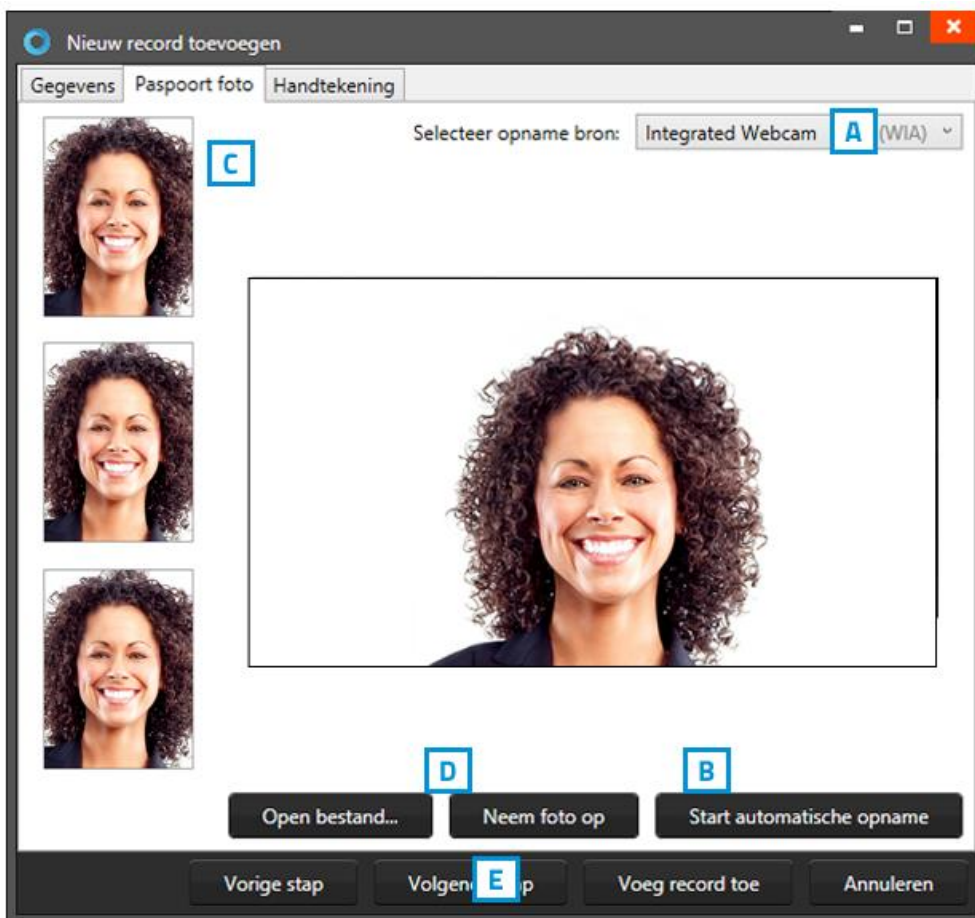 Nieuw record toevoegen
Gegevens Paspoort foto Handtekening
Selecteer opname bron: Integrated Webcam A (WIA)
C
D B
Open bestand... Neem foto op Start automatische opname
Vorige stap E Voeg record toe Annuleren